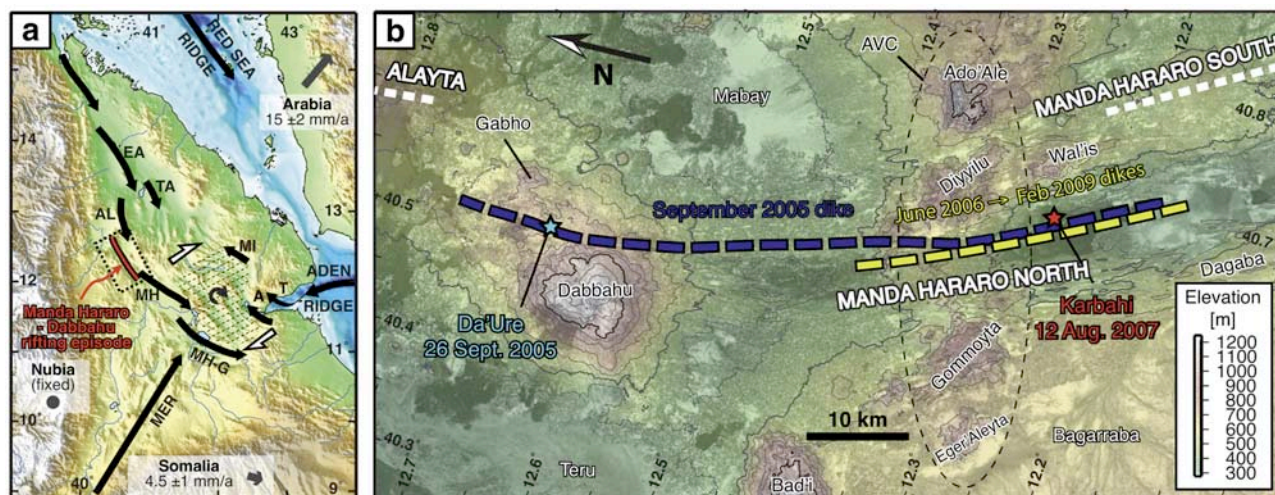 a
41
43
RED SEA
RIDGE
Arabia
15 ±2 mm/a
14
EA
TA
13
AL
MI
12
ADEN
MH
A
T
RIDGE
Manda Hararo
- Dabbahu
rifting episode
11
MH-G
Nubia
(fixed)
MER
10
Somalia
4.5 ±1 mm/a
40
9
b
12.8
12.5
12.4
12.3
12.2
AVC
Ado'Ale
ALAYTA
N
Mabay
MANDA HARARO SOUTH
40.8
Gabho
Diyyilu
Wal'is
40.5
September 2005 dike
June 2006 → Feb 2009 dikes
40.7
Dabbahu
MANDA HARARO NORTH
Dagaba
Da'Ure
26 Sept. 2005
Karbahi
12 Aug. 2007
40.4
Gommoyta
Elevation
[m]
1200
1100
1000
900
800
700
600
500
400
300
10 km
Eger Aleyta
Bagarraba
40.3
12.7
12.6
12.5
12.3
12.2
Teru
Bad'i